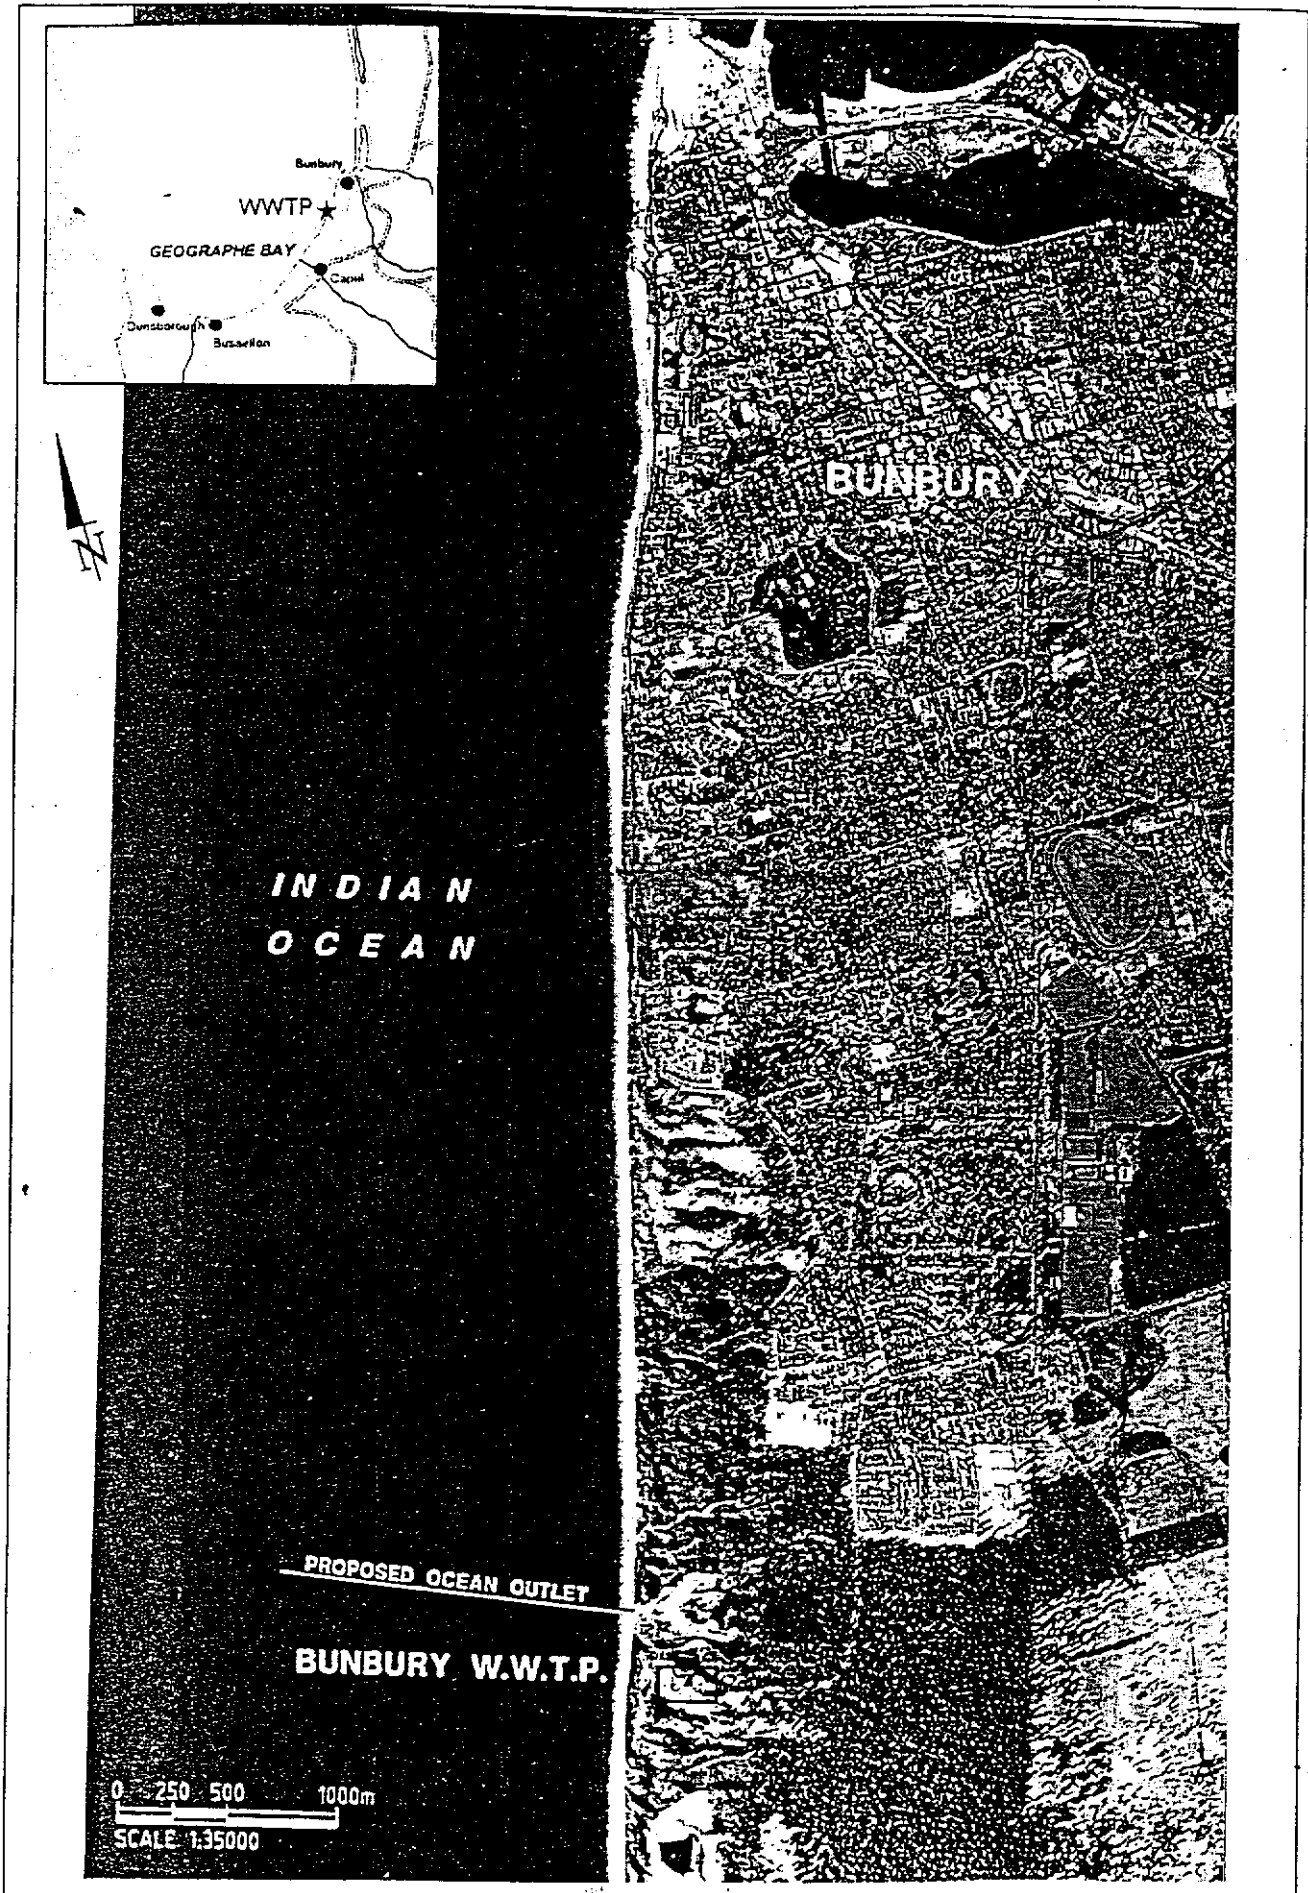 Bunbury
WWTP
GEOGRAPHE BAY
Capel
Dunsborough
Busselton
N
BUNBURY
INDIAN
OCEAN
PROPOSED OCEAN OUTLET
BUNBURY W.W.T.P.
0 250 500 1000m
SCALE 1:35000